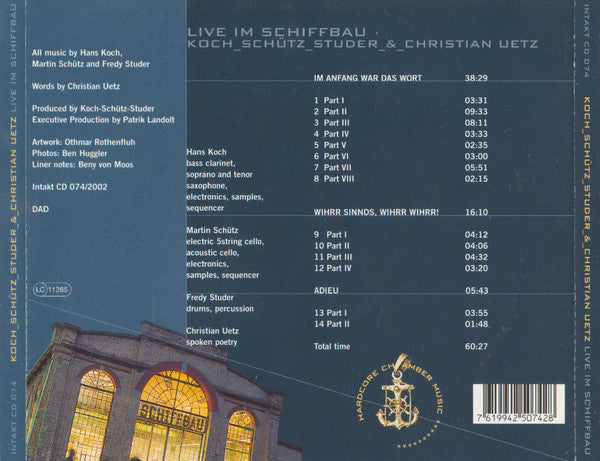 INTAKT CD 074 KOCH_SCHÜTZ_STUDER_&_CHRISTIAN UETZ LIVE IM SCHIFFBAU
All music by Hans Koch,
Martin Schütz and Fredy Studer
Words by Christian Uetz
Produced by Koch-Schütz-Studer
Executive Production by Patrik Landolt
Artwork: Othmar Rothenfluh
Photos: Ben Huggler
Liner notes: Beny von Moos
Intakt CD 074/2002
DAD
LC 11265
SCHIFFBAU
LIVE IM SCHIFFBAU
KOCH_SCHÜTZ_STUDER_&_CHRISTIAN UETZ
Hans Koch
bass clarinet,
soprano and tenor
saxophone,
electronics, samples,
sequencer
Martin Schütz
electric 5string cello,
acoustic cello,
electronics,
samples, sequencer
Fredy Studer
drums, percussion
Christian Uetz
spoken poetry
IM ANFANG WAR DAS WORT 38:29
1 Part I 03:31
2 Part II 09:33
3 Part III 08:11
4 Part IV 03:33
5 Part V 02:35
6 Part VI 03:00
7 Part VII 05:51
8 Part VIII 02:15
WIHRR SINNDS, WIHRR WIHRR! 16:10
9 Part I 04:12
10 Part II 04:06
11 Part III 04:32
12 Part IV 03:20
ADIEU 05:43
13 Part I 03:55
14 Part II 01:48
Total time 60:27
HARDCORE CHAMBER MUSIC
7 619942 507428
INTAKT CD 074 KOCH_SCHÜTZ_STUDER_&_CHRISTIAN UETZ LIVE IM SCHIFFBAU